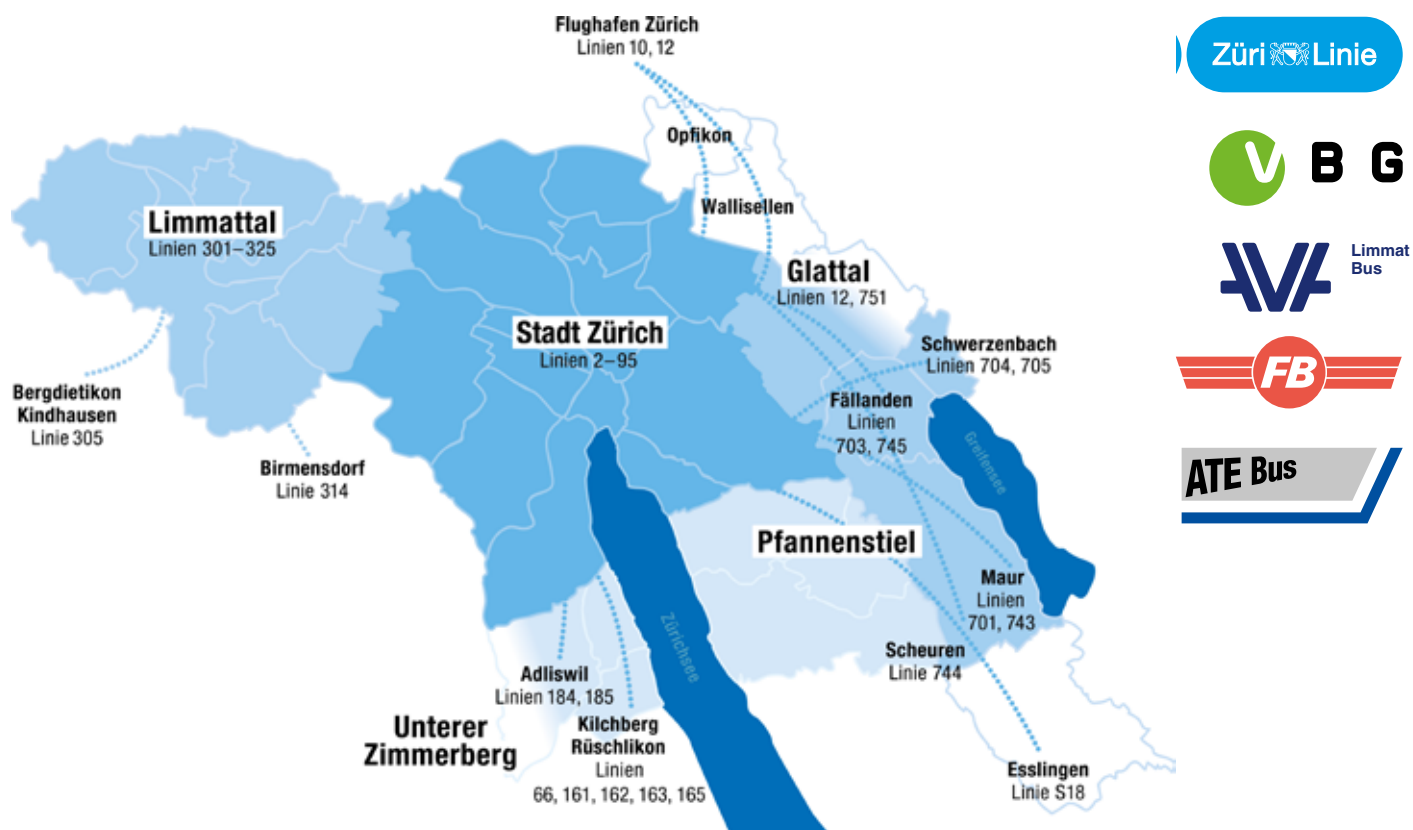 Flughafen Zürich
Linien 10, 12
Opfikon
Wallisellen
Limmattal
Linien 301–325
Glattal
Linien 12, 751
Stadt Zürich
Linien 2–95
Schwerzenbach
Linien 704, 705
Bergdietikon
Kindhausen
Linie 305
Fällanden
Linien
703, 745
Greifensee
Birmensdorf
Linie 314
Pfannenstiel
Maur
Linien
701, 743
Zürichsee
Scheuren
Linie 744
Adliswil
Linien 184, 185
Unterer
Zimmerberg
Kilchberg
Rüschlikon
Linien
66, 161, 162, 163, 165
Esslingen
Linie S18
Züri Linie
V B G
AVA
Limmat
Bus
FB
ATE Bus